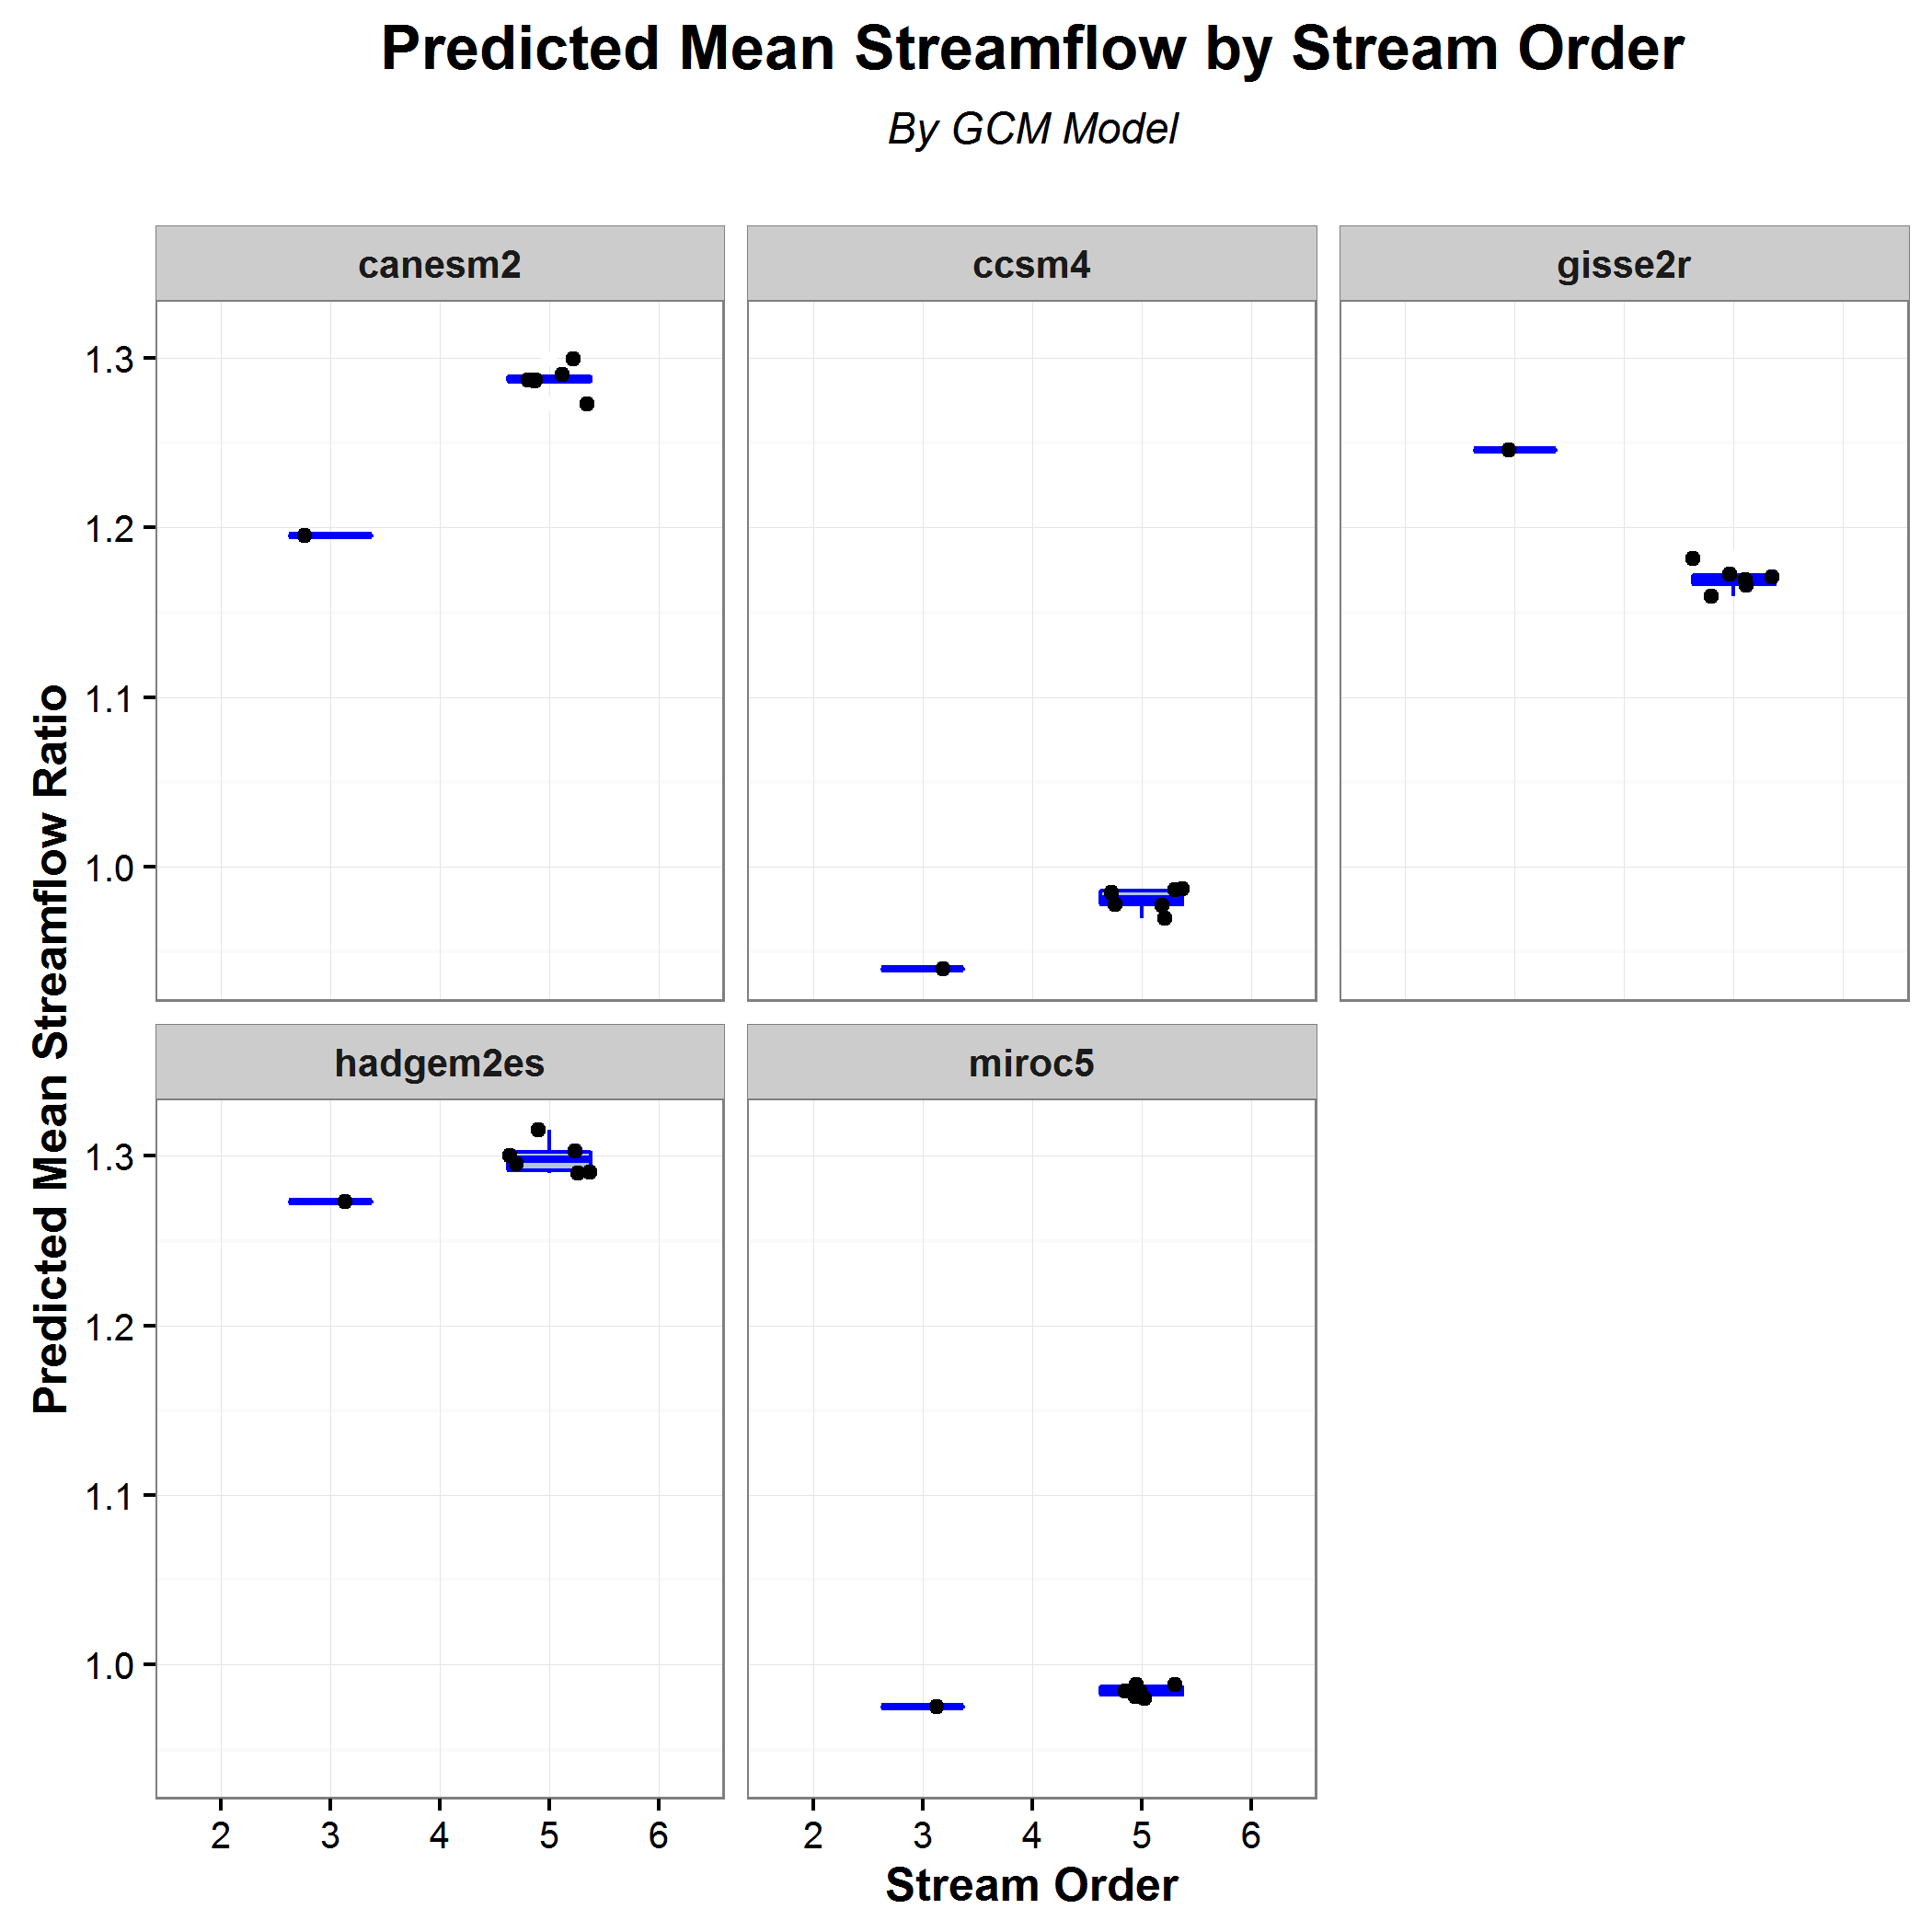 Predicted Mean Streamflow by Stream Order
By GCM Model
canesm2
ccsm4
gisse2r
1.3
1.2
1.1
1.0
Predicted Mean Streamflow Ratio
hadgem2es
miroc5
1.3
1.2
1.1
1.0
2 3 4 5 6
2 3 4 5 6
Stream Order